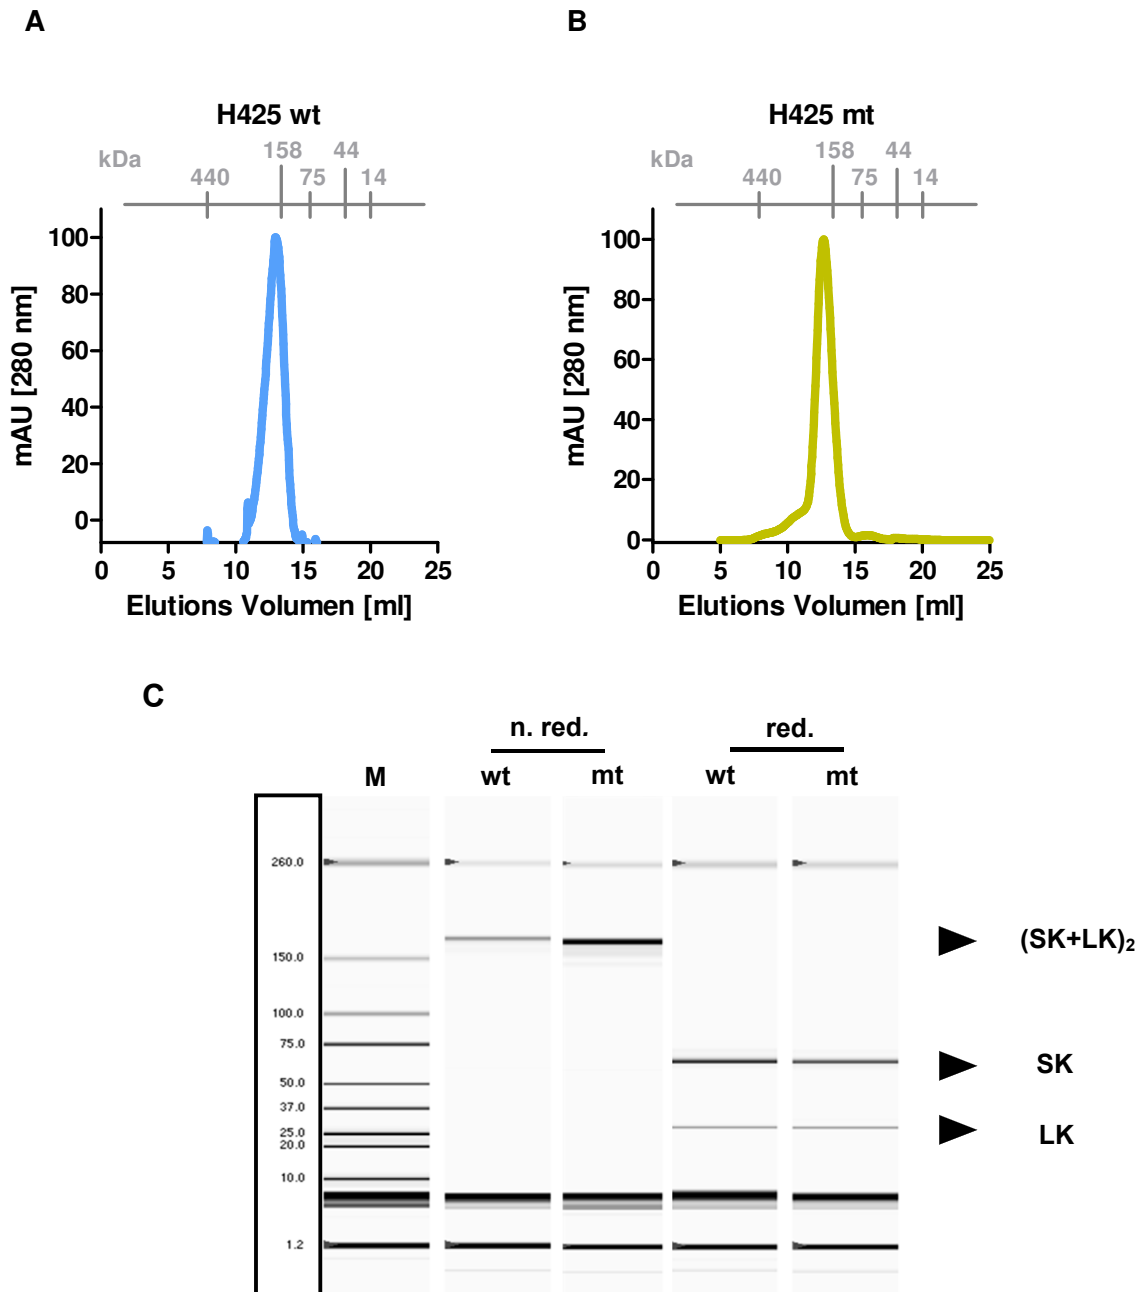 A
B
H425 wt
H425 mt
kDa
440
158
75
44
14
kDa
440
158
75
44
14
mAU [280 nm]
100
80
60
40
20
0
0
5
10
15
20
25
Elutions Volumen [ml]
mAU [280 nm]
100
80
60
40
20
0
0
5
10
15
20
25
Elutions Volumen [ml]
C
n. red.
red.
M
wt
mt
wt
mt
260.0
150.0
100.0
75.0
50.0
37.0
25.0
20.0
10.0
1.2
(SK+LK)₂
SK
LK